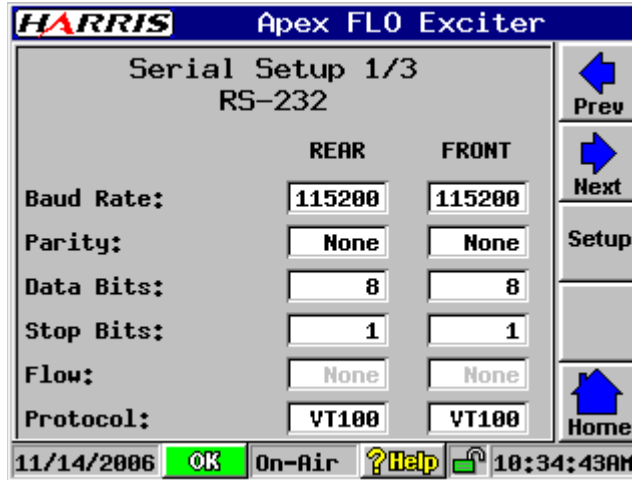 HARRIS Apex FLO Exciter
Serial Setup 1/3
RS-232
Prev
REAR FRONT
Next
Baud Rate: 115200 115200
Parity: None None
Setup
Data Bits: 8 8
Stop Bits: 1 1
Flow: None None
Protocol: VT100 VT100
Home
11/14/2006 OK On-Air ?Help 10:34:43AM